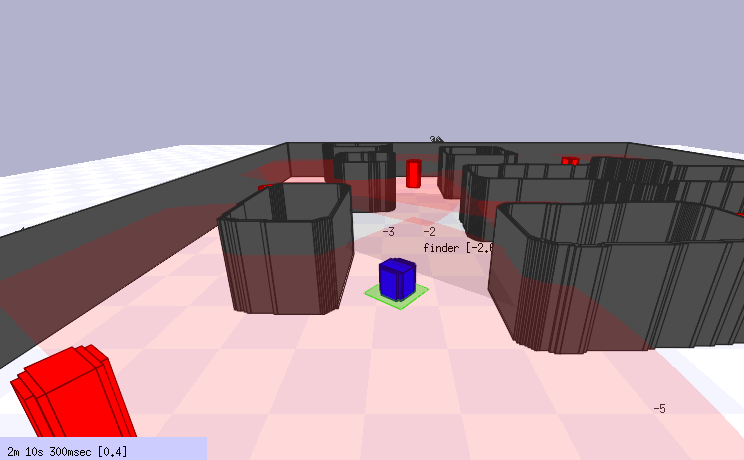 -3 -2
finder [-2.
-5
2m 10s 300msec [0.4]